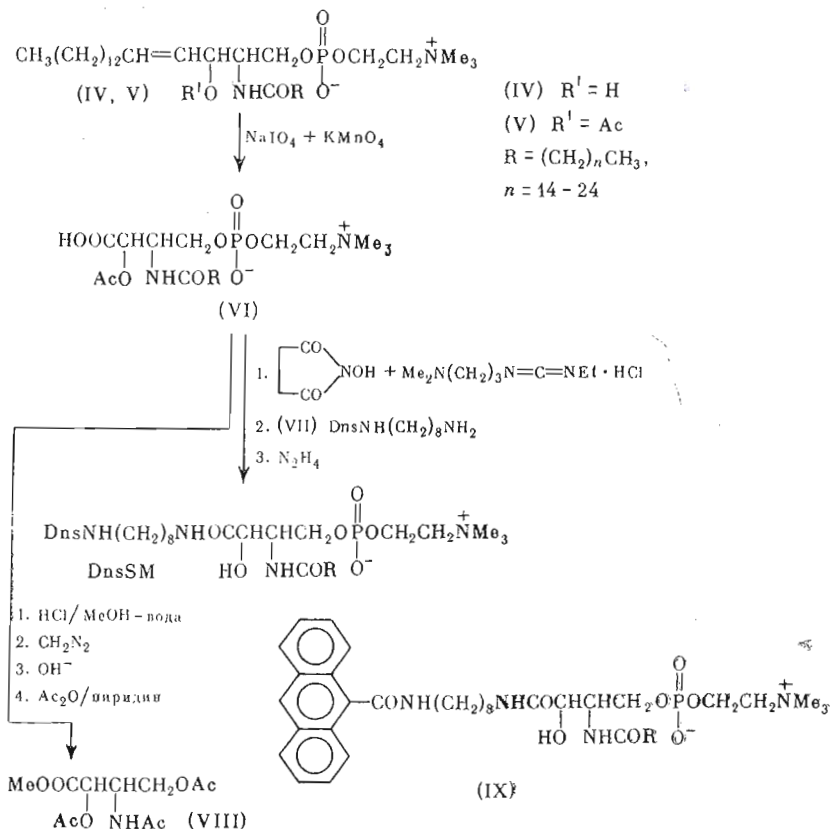 O
CH₃(CH₂)₁₂CH=CHCHCHCH₂OPOCH₂CH₂N⁺Me₃
(IV, V) R'O NHCOR O⁻
(IV) R' = H
(V) R' = Ac
R = (CH₂)ₙCH₃,
n = 14 – 24
NaIO₄ + KMnO₄
O
HOOCCHCHCH₂OPOCH₂CH₂N⁺Me₃
AcO NHCOR O⁻
(VI)
1. CO CO NOH + Me₂N(CH₂)₃N=C=NEt · HCl
2. (VII) DnsNH(CH₂)₈NH₂
3. N₂H₄
O
DnsNH(CH₂)₈NHOCCHCHCH₂OPOCH₂CH₂N⁺Me₃
DnsSM HO NHCOR O⁻
1. HCl/MeOH – вода
2. CH₂N₂
3. OH⁻
4. Ac₂O/пиридин
MeOOCCHCHCH₂OAc
AcO NHAc (VIII)
O
CONH(CH₂)₈NHCOCHCHCH₂OPOCH₂CH₂N⁺Me₃
HO NHCOR O⁻
(IX)